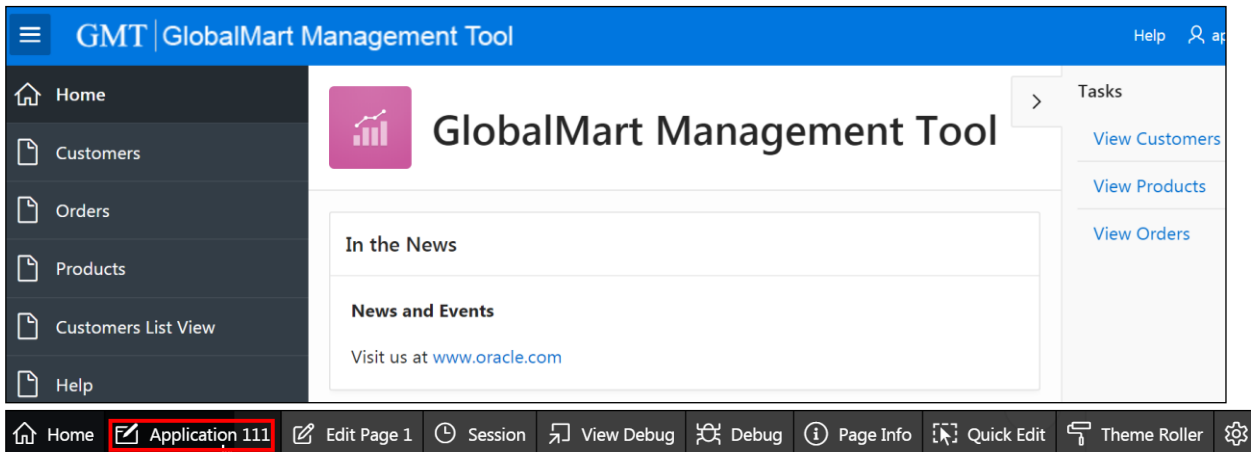 GMT GlobalMart Management Tool
Help
Home
Customers
Orders
Products
Customers List View
Help
GlobalMart Management Tool
In the News
News and Events
Visit us at www.oracle.com
Tasks
View Customers
View Products
View Orders
Home Application 111 Edit Page 1 Session View Debug Debug Page Info Quick Edit Theme Roller